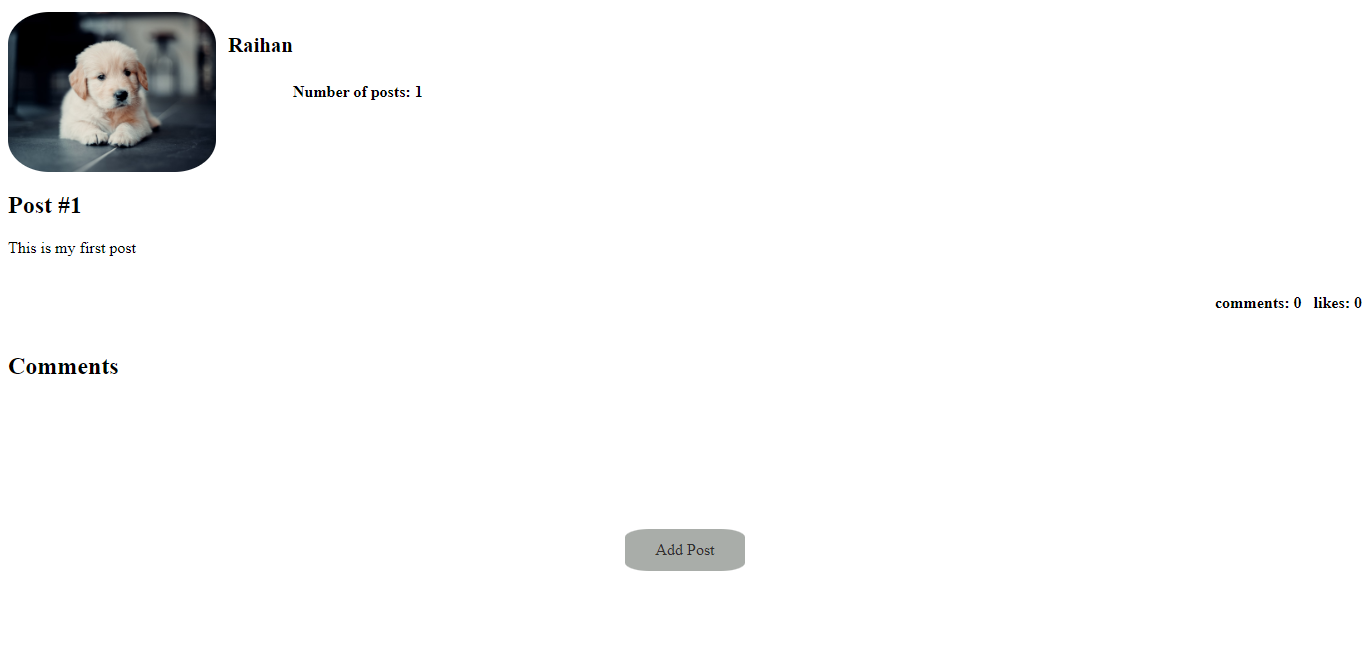 Raihan
Number of posts: 1
Post #1
This is my first post
comments: 0 likes: 0
Comments
Add Post